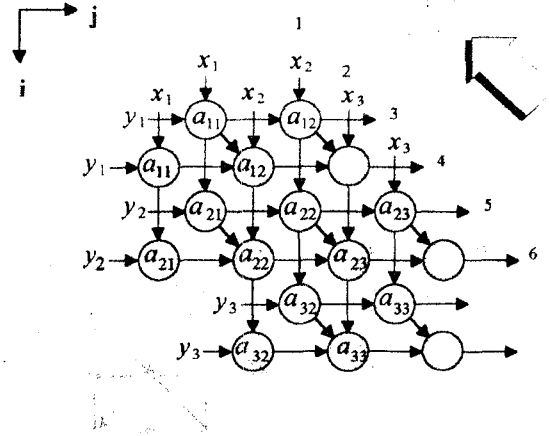 j
1
i
x₁ x₂ 2
x₁ x₂ x₃
y₁ a₁₁ a₁₂ 3
x₃
y₁ a₁₁ a₁₂ 4
y₂ a₂₁ a₂₂ a₂₃ 5
y₂ a₂₁ a₂₂ a₂₃ 6
y₃ a₃₂ a₃₃
y₃ a₃₂ a₃₃